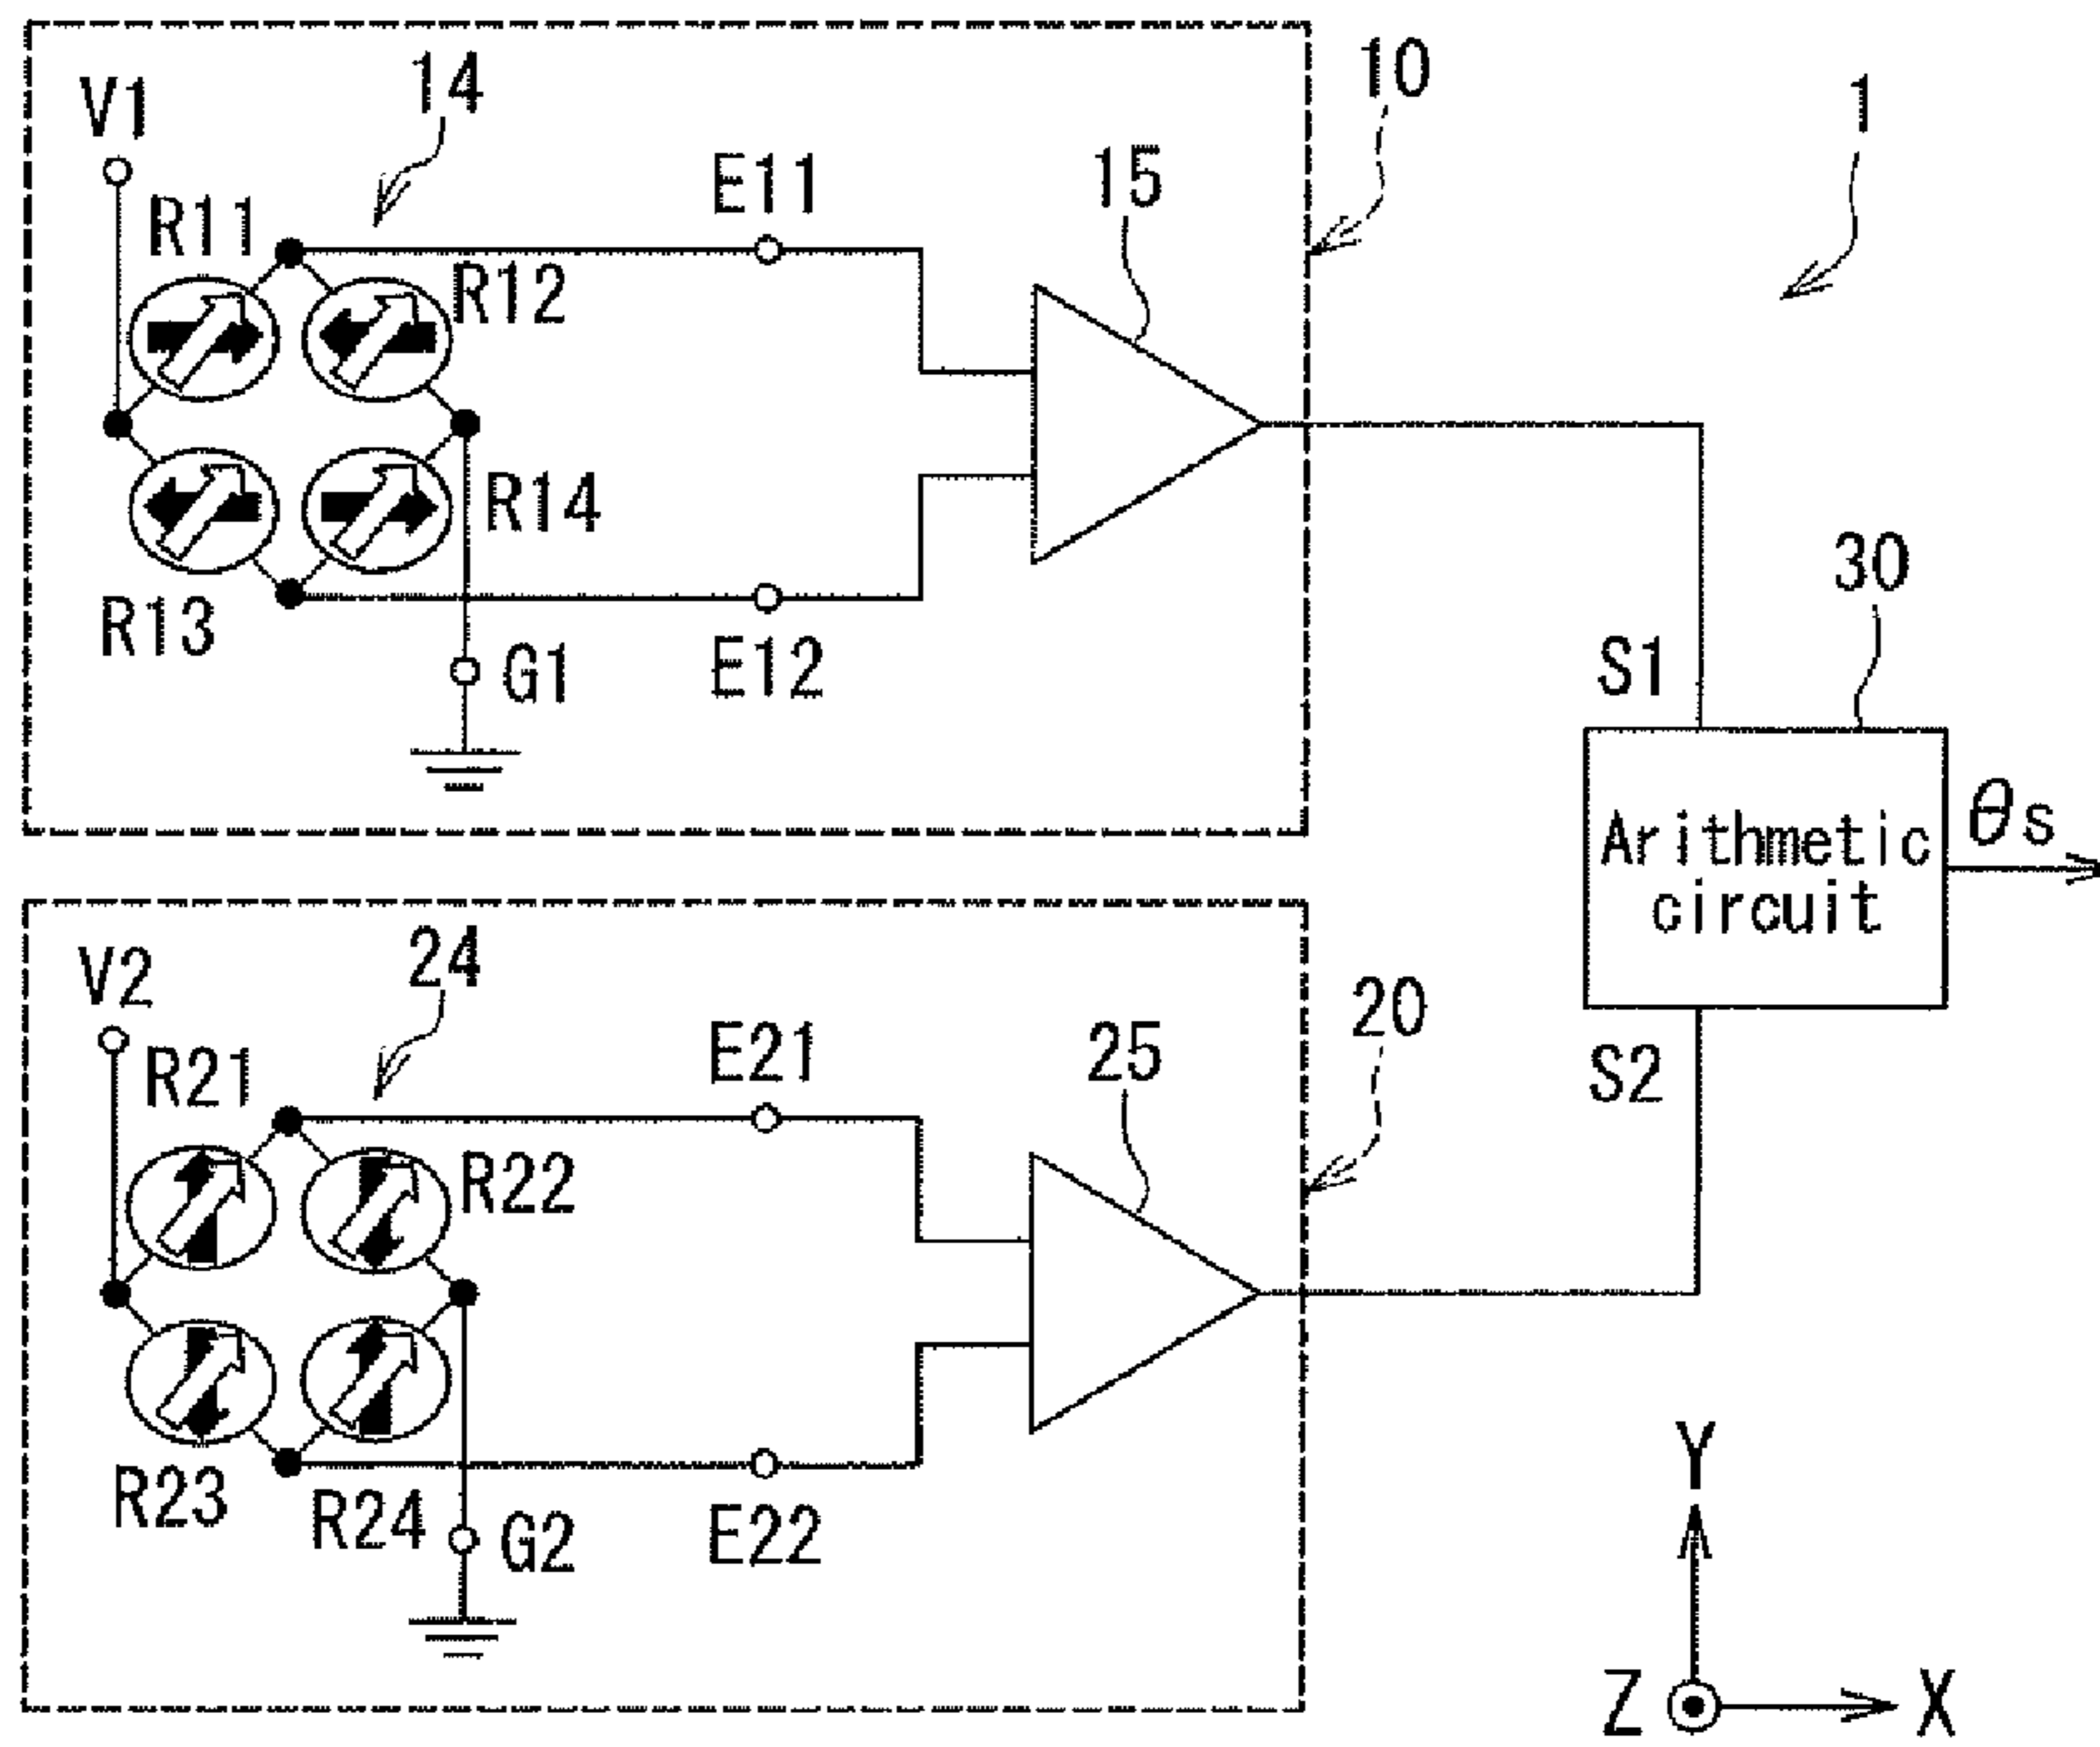 14
10
1
V1
R11
R12
E11
15
R13
R14
E12
G1
30
S1
Arithmetic
circuit
θs
V2
24
20
R21
R22
E21
25
S2
R23
R24
G2
E22
Y
Z
X